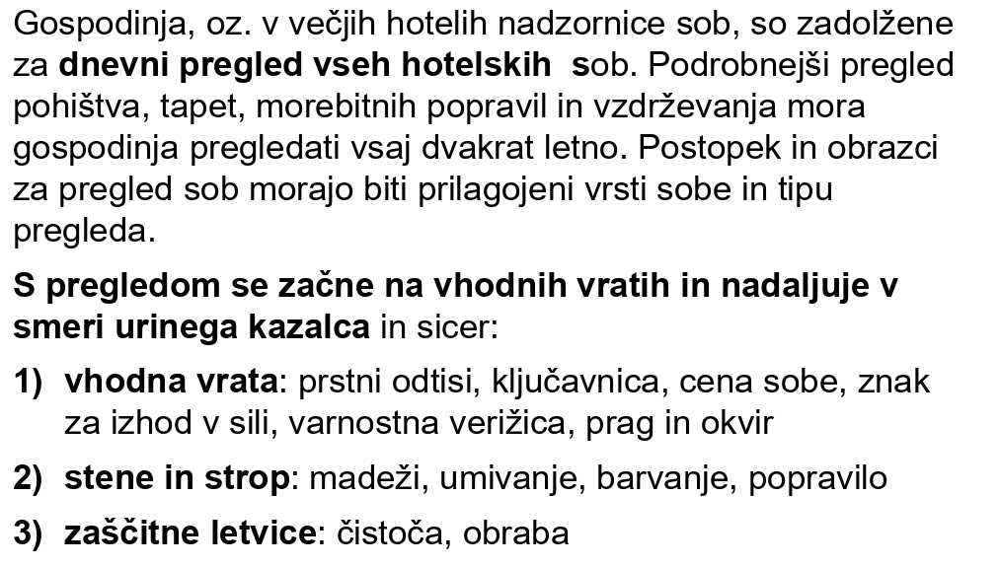 Gospodinja, oz. v večjih hotelih nadzornice sob, so zadolžene
za dnevni pregled vseh hotelskih  sob. Podrobnejši pregled
pohištva, tapet, morebitnih popravil in vzdrževanja mora
gospodinja pregledati vsaj dvakrat letno. Postopek in obrazci
za pregled sob morajo biti prilagojeni vrsti sobe in tipu
pregleda.
S pregledom se začne na vhodnih vratih in nadaljuje v
smeri urinega kazalca in sicer:
1) vhodna vrata: prstni odtisi, ključavnica, cena sobe, znak
za izhod v sili, varnostna verižica, prag in okvir
2) stene in strop: madeži, umivanje, barvanje, popravilo
3) zaščitne letvice: čistoča, obraba